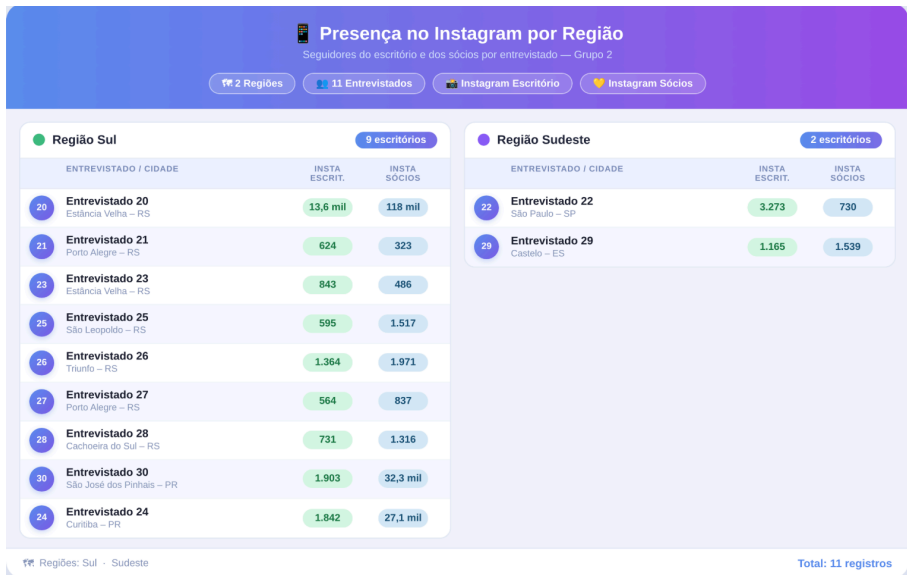 📱 Presença no Instagram por Região
Seguidores do escritório e dos sócios por entrevistado — Grupo 2
🗺 2 Regiões
👥 11 Entrevistados
📸 Instagram Escritório
💛 Instagram Sócios
Região Sul
9 escritórios
ENTREVISTADO / CIDADE
INSTA
ESCRIT.
INSTA
SÓCIOS
20
Entrevistado 20
Estância Velha – RS
13,6 mil
118 mil
21
Entrevistado 21
Porto Alegre – RS
624
323
23
Entrevistado 23
Estância Velha – RS
843
486
25
Entrevistado 25
São Leopoldo – RS
595
1.517
26
Entrevistado 26
Triunfo – RS
1.364
1.971
27
Entrevistado 27
Porto Alegre – RS
564
837
28
Entrevistado 28
Cachoeira do Sul – RS
731
1.316
30
Entrevistado 30
São José dos Pinhais – PR
1.903
32,3 mil
24
Entrevistado 24
Curitiba – PR
1.842
27,1 mil
Região Sudeste
2 escritórios
ENTREVISTADO / CIDADE
INSTA
ESCRIT.
INSTA
SÓCIOS
22
Entrevistado 22
São Paulo – SP
3.273
730
29
Entrevistado 29
Castelo – ES
1.165
1.539
🗺 Regiões: Sul · Sudeste
Total: 11 registros